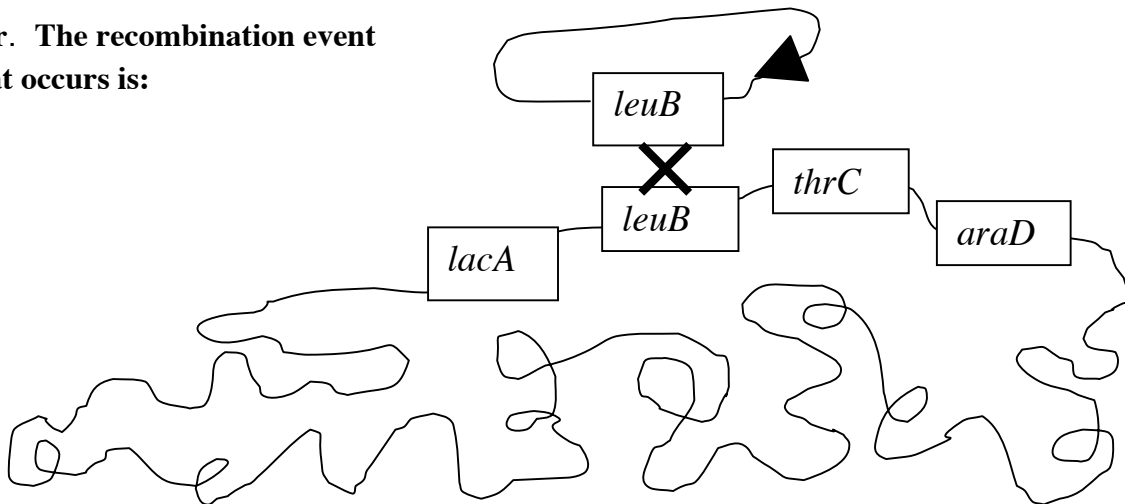 r. The recombination event
at occurs is:
leuB
leuB
thrC
araD
lacA